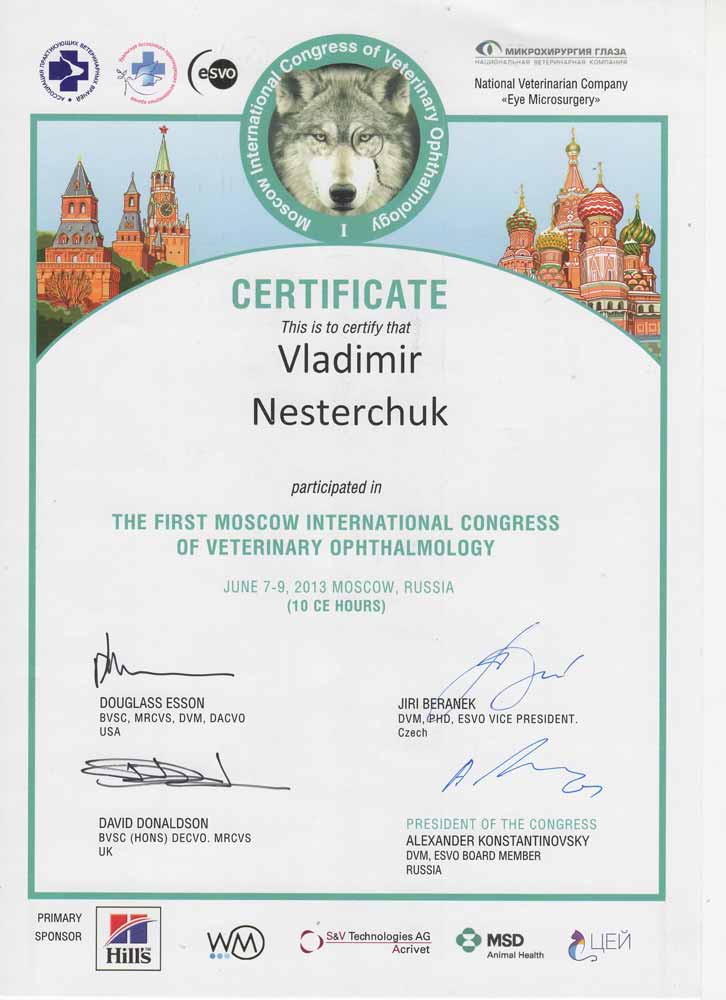 АССОЦИАЦИЯ ПРАКТИКУЮЩИХ ВЕТЕРИНАРНЫХ ВРАЧЕЙ
esvo
Moscow International Congress of Veterinary Ophthalmology
I
МИКРОХИРУРГИЯ ГЛАЗА
НАЦИОНАЛЬНАЯ ВЕТЕРИНАРНАЯ КОМПАНИЯ
National Veterinarian Company
«Eye Microsurgery»
CERTIFICATE
This is to certify that
Vladimir
Nesterchuk
participated in
THE FIRST MOSCOW INTERNATIONAL CONGRESS
OF VETERINARY OPHTHALMOLOGY
JUNE 7-9, 2013 MOSCOW, RUSSIA
(10 CE HOURS)
DOUGLASS ESSON
BVSC, MRCVS, DVM, DACVO
USA
JIRI BERANEK
DVM, PHD, ESVO VICE PRESIDENT.
Czech
DAVID DONALDSON
BVSC (HONS) DECVO. MRCVS
UK
PRESIDENT OF THE CONGRESS
ALEXANDER KONSTANTINOVSKY
DVM, ESVO BOARD MEMBER
RUSSIA
PRIMARY
SPONSOR
Hill's
WM
S&V Technologies AG
Acrivet
MSD
Animal Health
ЦЕЙ